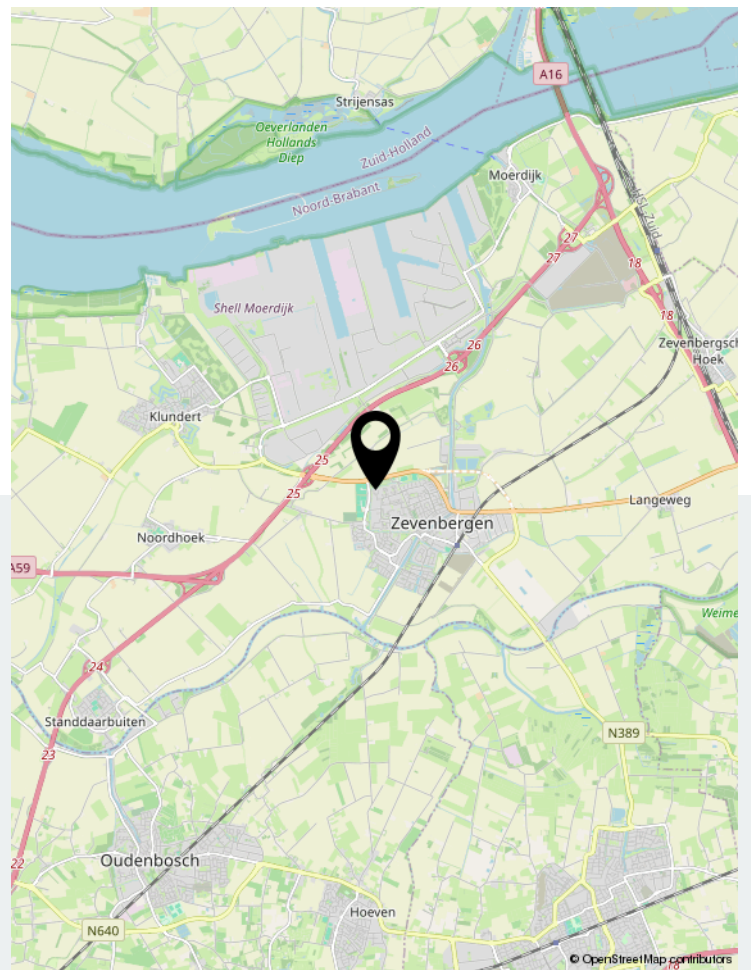 A16
Strijensas
Oeverlanden
Hollands
Diep
Zuid-Holland
Noord-Brabant
Moerdijk
HSL-Zuid
27
27
18
18
Shell Moerdijk
26
26
Zevenbergsch
Hoek
Klundert
25
25
Langeweg
Zevenbergen
Noordhoek
A59
Weime
24
Standdaarbuiten
23
N389
Oudenbosch
22
Hoeven
N640
18
© OpenStreetMap contributors